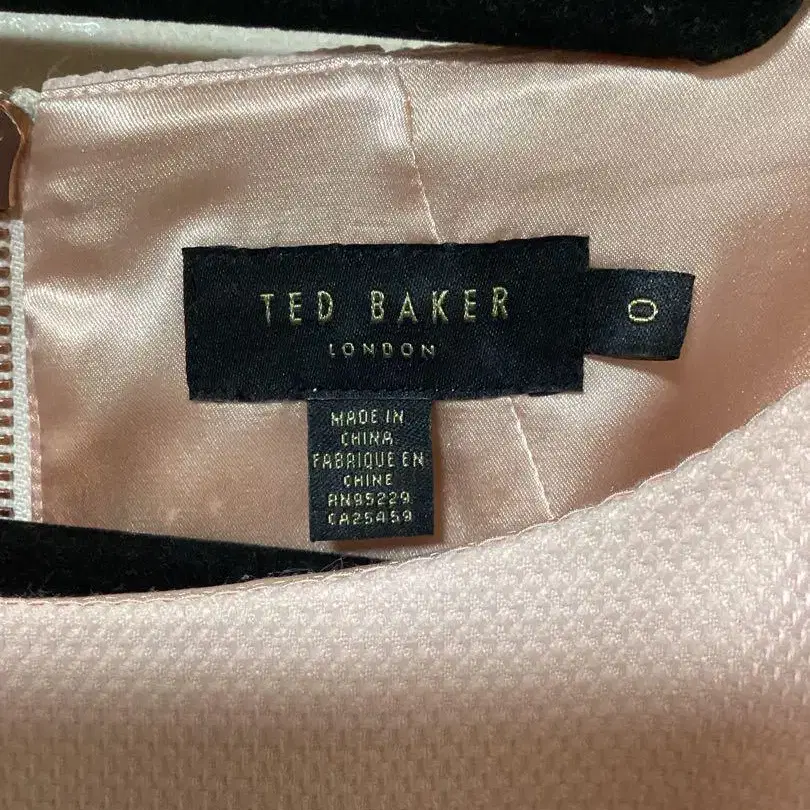 TED BAKER
LONDON
0
MADE IN
CHINA
FABRIQUE EN
CHINE
RN95229
CA25459